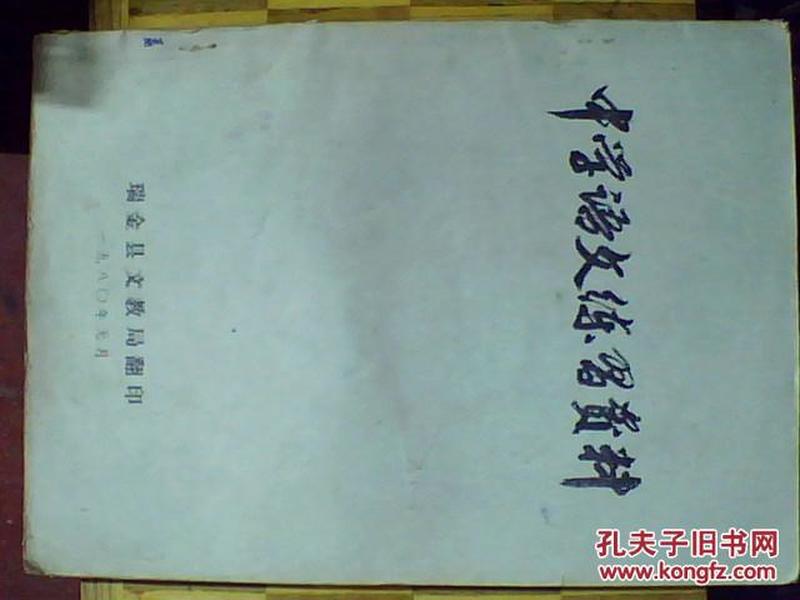 中学语文练习资料
瑞金县文教局翻印
一九八〇年元月
孔夫子旧书网
www.kongfz.com